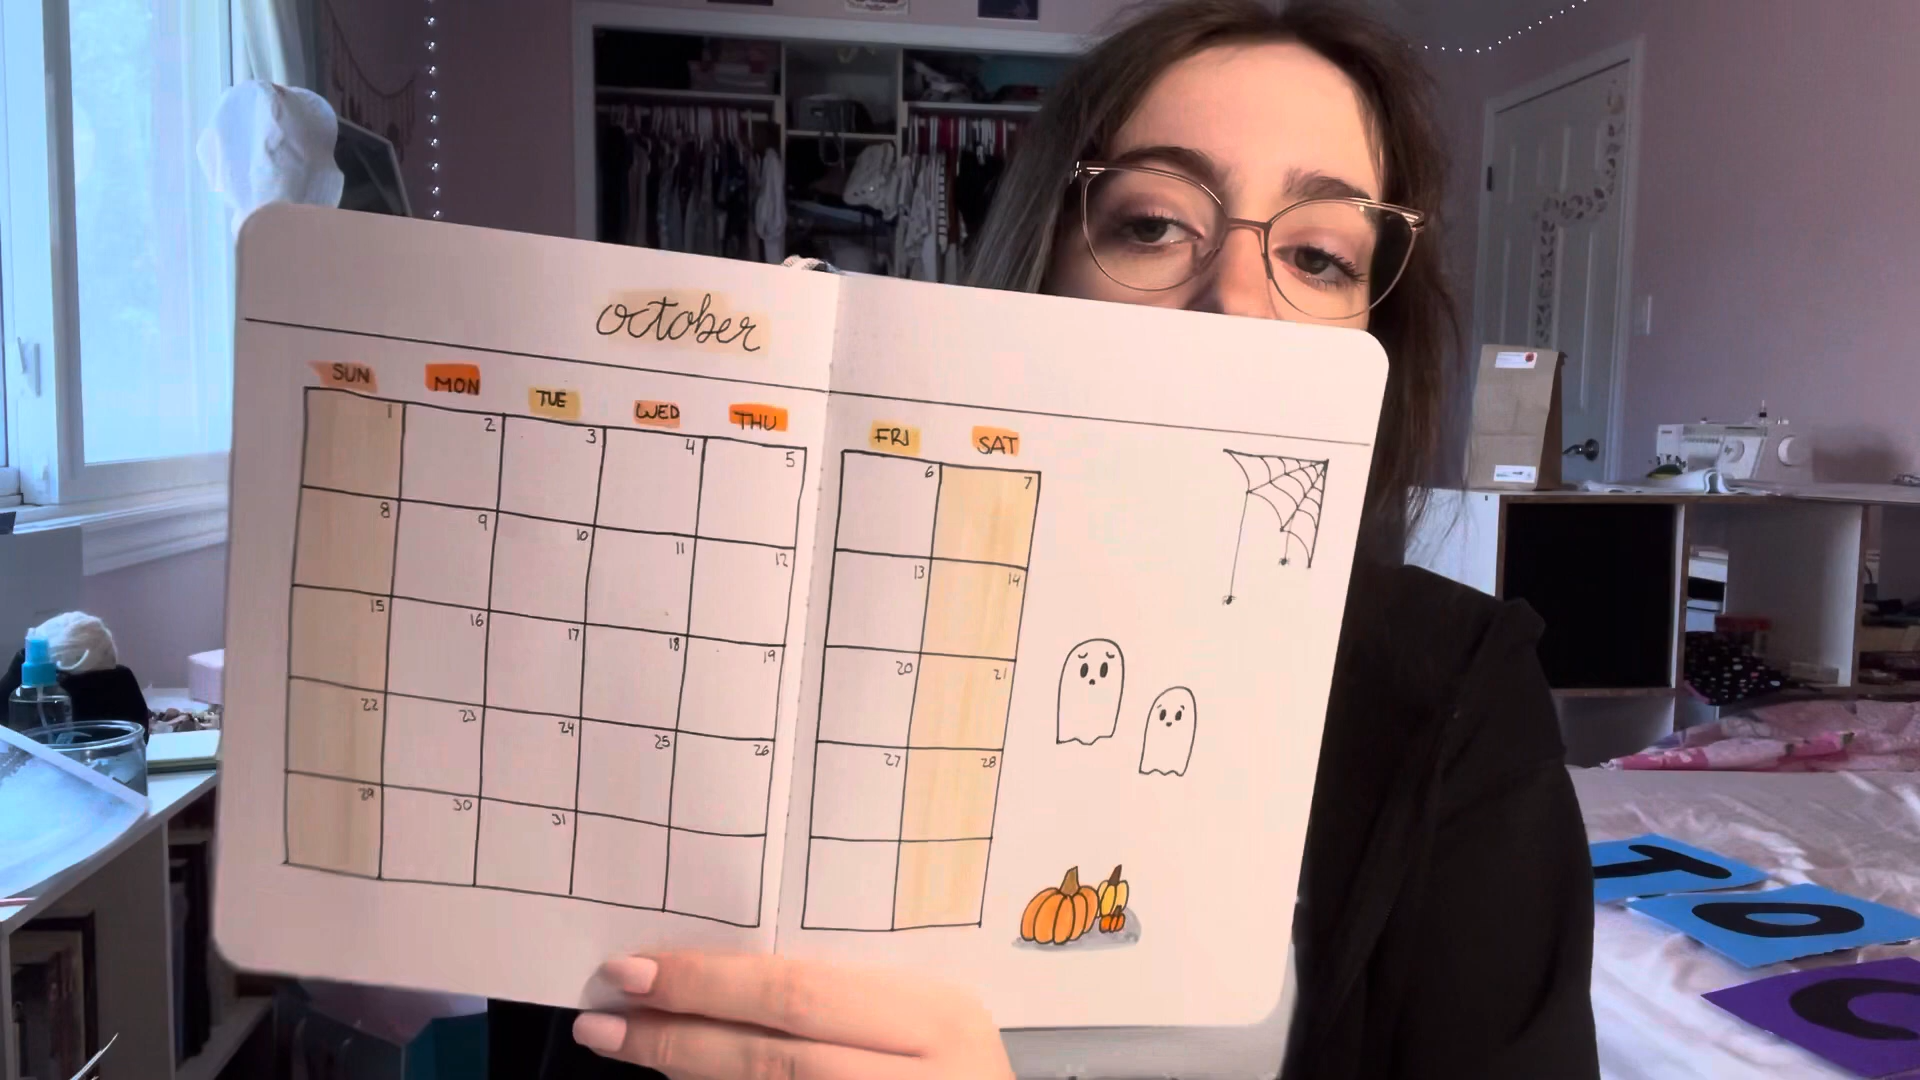 october
SUN MON TUE WED THU FRI SAT
1 2 3 4 5 6 7
8 9 10 11 12 13 14
15 16 17 18 19 20 21
22 23 24 25 26 27 28
29 30 31
T
O
C